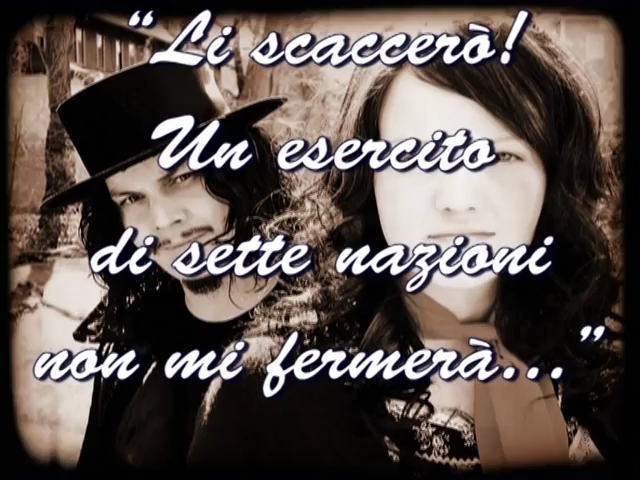 “Li scaccerò!
Un esercito
di sette nazioni
non mi fermerà...”